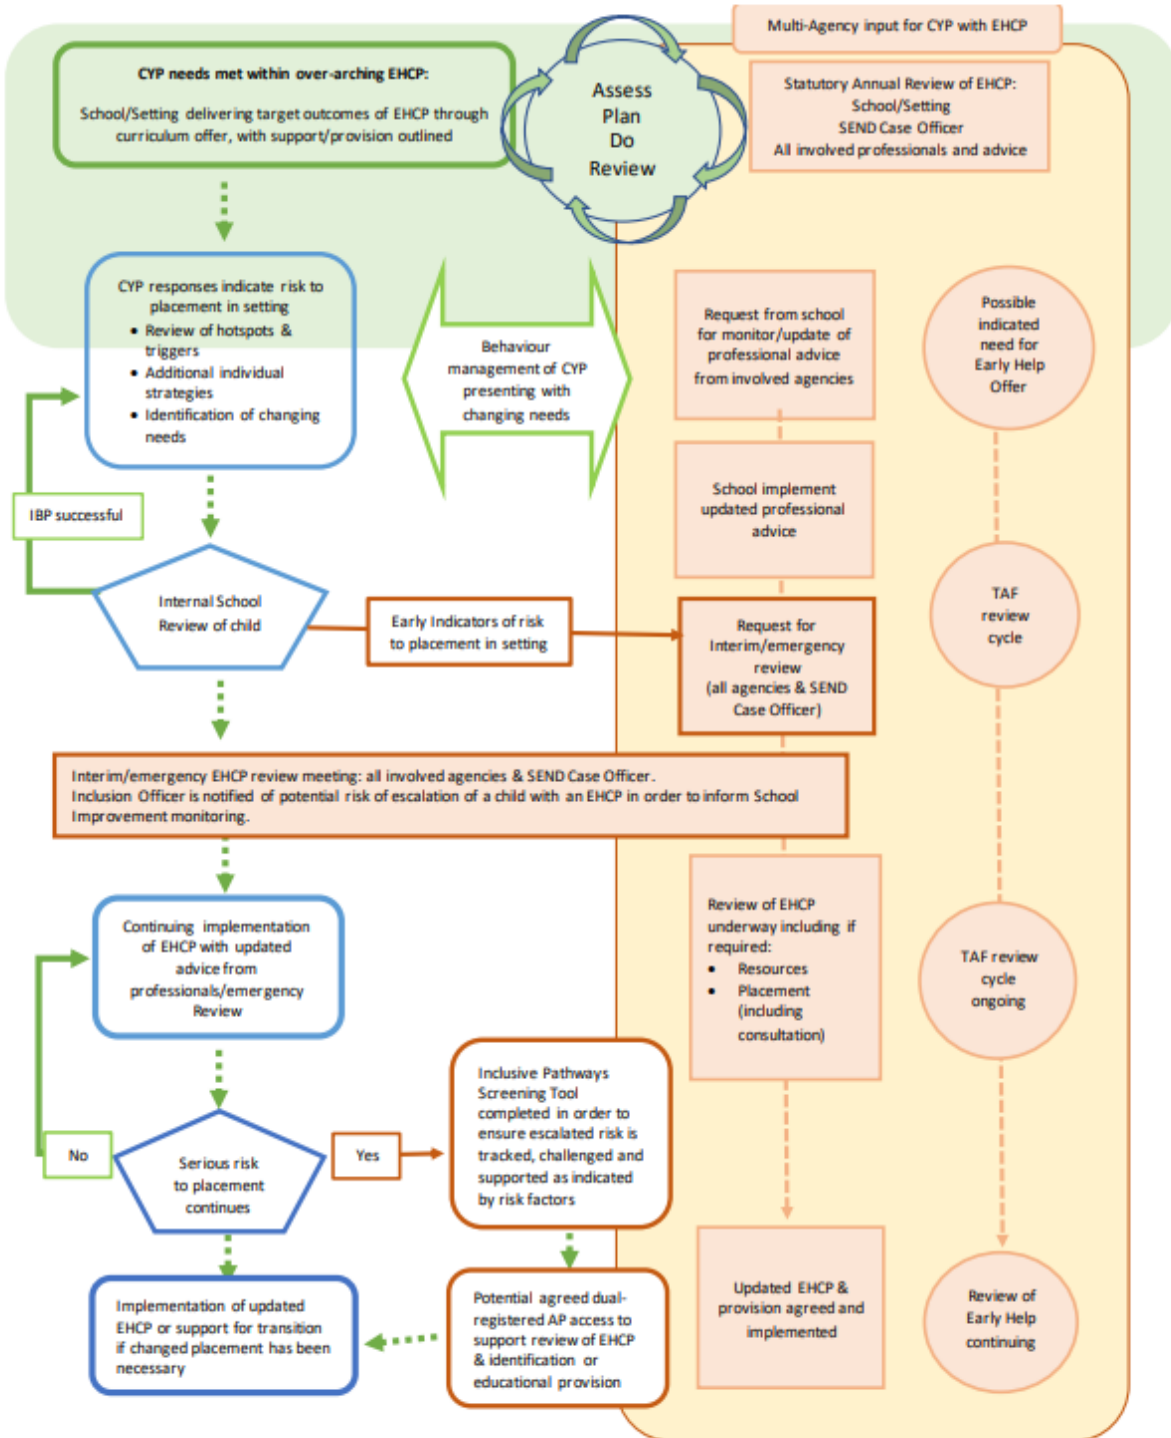 Multi-Agency input for CYP with EHCP
CYP needs met within over-arching EHCP:
School/Setting delivering target outcomes of EHCP through
curriculum offer, with support/provision outlined
Assess
Plan
Do
Review
Statutory Annual Review of EHCP:
School/Setting
SEND Case Officer
All involved professionals and advice
CYP responses indicate risk to
placement in setting
• Review of hotspots &
triggers
• Additional individual
strategies
• Identification of changing
needs
Behaviour
management of CYP
presenting with
changing needs
Request from school
for monitor/update of
professional advice
from involved agencies
Possible
indicated
need for
Early Help
Offer
IBP successful
School implement
updated professional
advice
Internal School
Review of child
Early Indicators of risk
to placement in setting
Request for
Interim/emergency
review
(all agencies & SEND
Case Officer)
TAF
review
cycle
Interim/emergency EHCP review meeting: all involved agencies & SEND Case Officer.
Inclusion Officer is notified of potential risk of escalation of a child with an EHCP in order to inform School
Improvement monitoring.
Continuing implementation
of EHCP with updated
advice from
professionals/emergency
Review
Review of EHCP
underway including if
required:
• Resources
• Placement
(including
consultation)
TAF review
cycle
ongoing
No
Serious risk
to placement
continues
Yes
Inclusive Pathways
Screening Tool
completed in order to
ensure escalated risk is
tracked, challenged and
supported as indicated
by risk factors
Implementation of updated
EHCP or support for transition
if changed placement has been
necessary
Potential agreed dual-
registered AP access to
support review of EHCP
& identification or
educational provision
Updated EHCP &
provision agreed and
implemented
Review of
Early Help
continuing